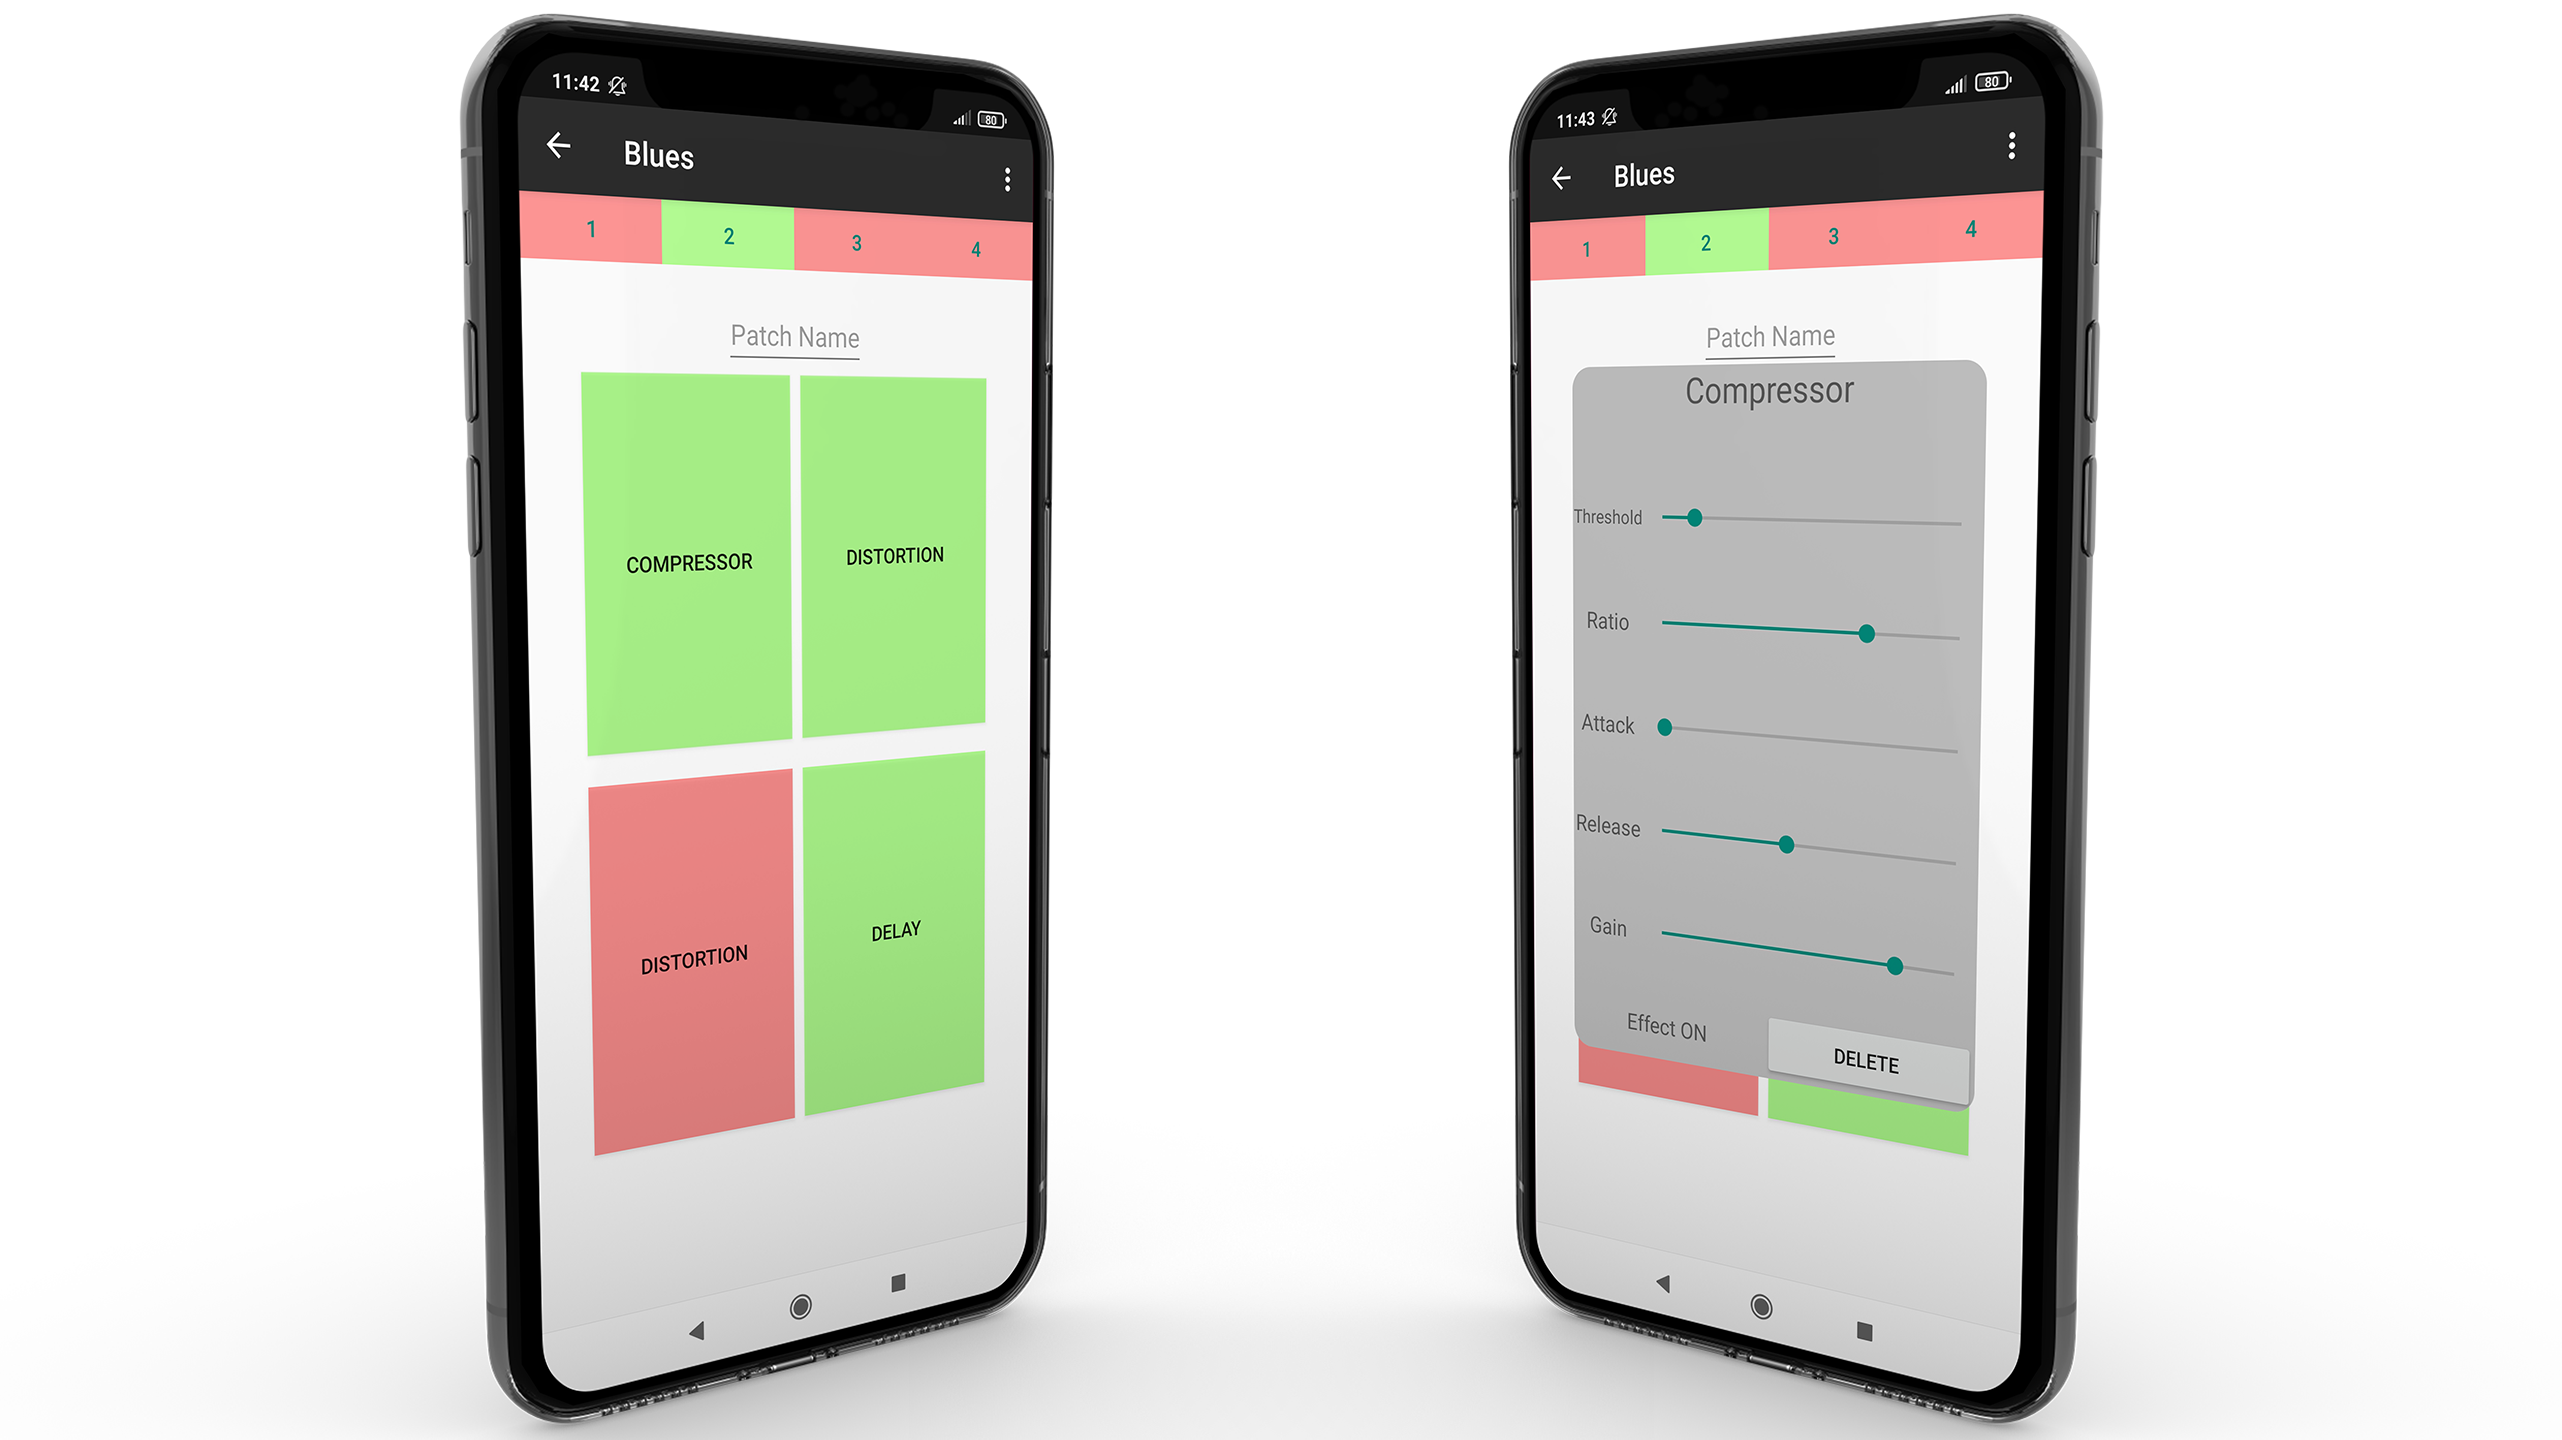 11:42
80
Blues
1 2 3 4
Patch Name
COMPRESSOR DISTORTION
DISTORTION DELAY
11:43
80
Blues
1 2 3 4
Patch Name
Compressor
Threshold
Ratio
Attack
Release
Gain
Effect ON DELETE